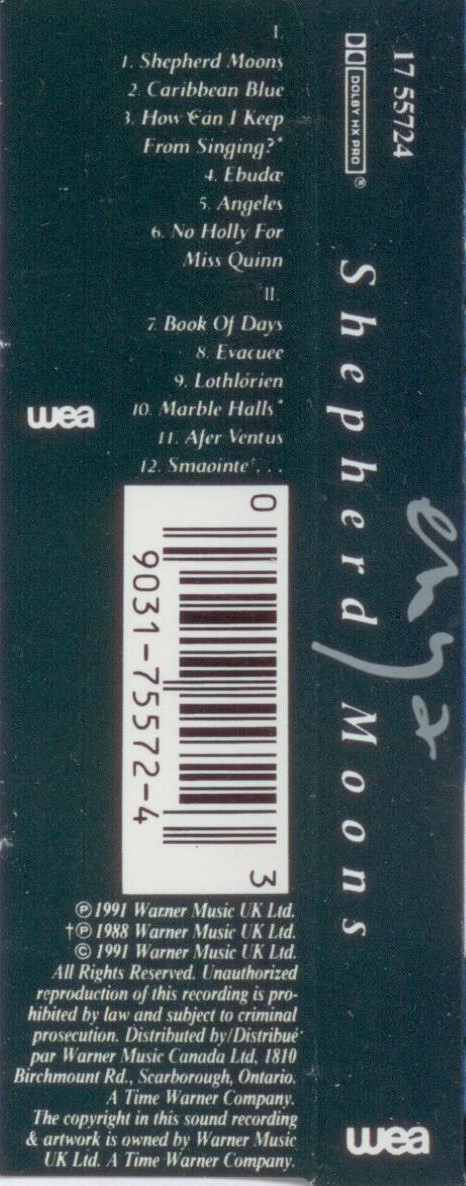 I.
1. Shepherd Moons
2. Caribbean Blue
3. How Can I Keep
From Singing?*
4. Ebudæ
5. Angeles
6. No Holly For
Miss Quinn
II.
7. Book Of Days
8. Evacuee
9. Lothlórien
10. Marble Halls*
11. Afer Ventus
12. Smaointe†...
wea
0
9031-75572-4
3
℗ 1991 Warner Music UK Ltd.
†℗ 1988 Warner Music UK Ltd.
© 1991 Warner Music UK Ltd.
All Rights Reserved. Unauthorized
reproduction of this recording is pro-
hibited by law and subject to criminal
prosecution. Distributed by/Distribué
par Warner Music Canada Ltd, 1810
Birchmount Rd., Scarborough, Ontario.
A Time Warner Company.
The copyright in this sound recording
& artwork is owned by Warner Music
UK Ltd. A Time Warner Company.
17 55724
DOLBY HX PRO®
Shepherd Moons
enya
wea